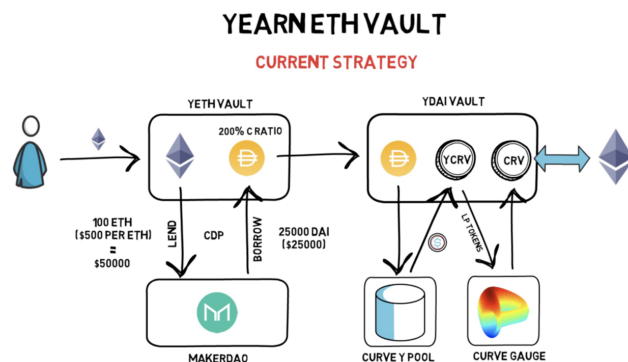 YEARN ETH VAULT
CURRENT STRATEGY
YETH VAULT
YDAI VAULT
200% C RATIO
YCRV
CRV
100 ETH
($500 PER ETH)
=
$50000
LEND
CDP
BORROW
25000 DAI
($25000)
LP TOKENS
MAKERDAO
CURVE Y POOL
CURVE GAUGE